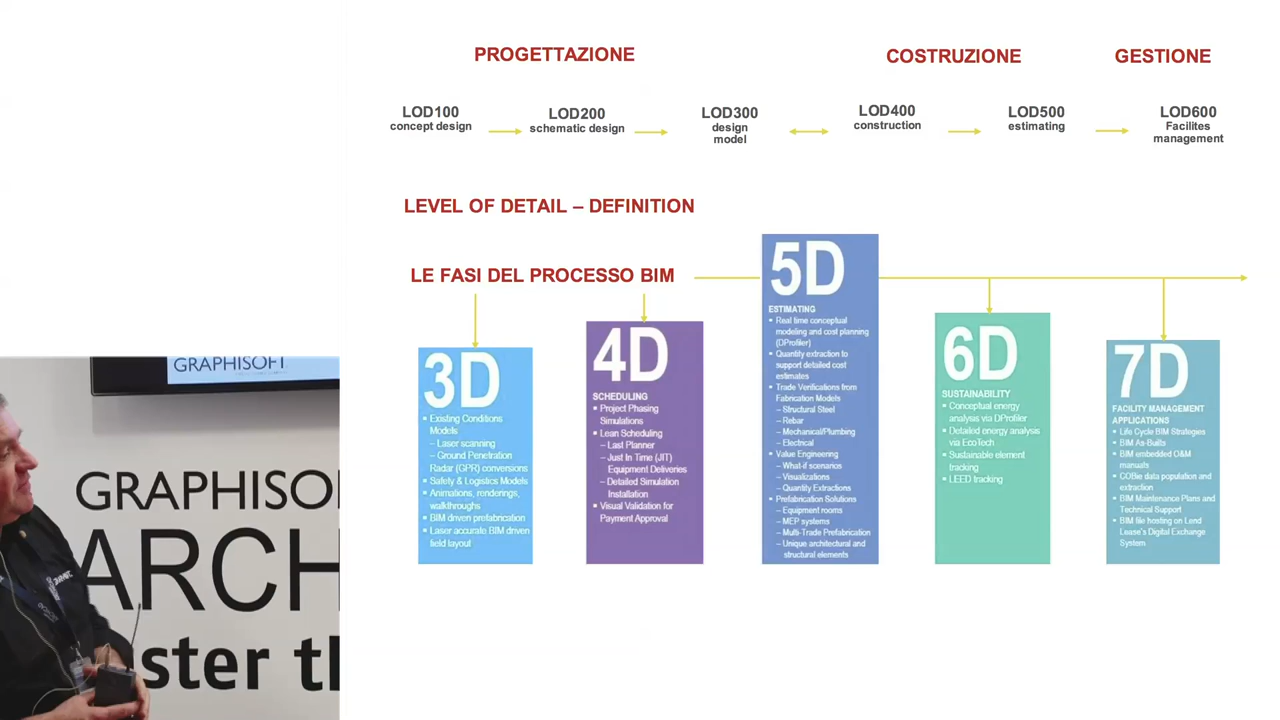 PROGETTAZIONE
COSTRUZIONE
GESTIONE
LOD100
concept design
LOD200
schematic design
LOD300
design
model
LOD400
construction
LOD500
estimating
LOD600
Facilites
management
LEVEL OF DETAIL – DEFINITION
LE FASI DEL PROCESSO BIM
3D
▪ Existing Conditions
Models
– Laser scanning
– Ground Penetration
Radar (GPR) conversions
▪ Safety & Logistics Models
▪ Animations, renderings,
walkthroughs
▪ BIM driven prefabrication
▪ Laser accurate BIM driven
field layout
4D
SCHEDULING
▪ Project Phasing
Simulations
▪ Lean Scheduling
– Last Planner
– Just In Time (JIT)
Equipment Deliveries
– Detailed Simulation
Installation
▪ Visual Validation for
Payment Approval
5D
ESTIMATING
▪ Real time conceptual
modeling and cost planning
(DProfiler)
▪ Quantity extraction to
support detailed cost
estimates
▪ Trade Verifications from
Fabrication Models
– Structural Steel
– Rebar
– Mechanical/Plumbing
– Electrical
▪ Value Engineering
– What-if scenarios
– Visualizations
– Quantity Extractions
▪ Prefabrication Solutions
– Equipment rooms
– MEP systems
– Multi-Trade Prefabrication
– Unique architectural and
structural elements
6D
SUSTAINABILITY
▪ Conceptual energy
analysis via DProfiler
▪ Detailed energy analysis
via EcoTech
▪ Sustainable element
tracking
▪ LEED tracking
7D
FACILITY MANAGEMENT
APPLICATIONS
▪ Life Cycle BIM Strategies
▪ BIM As-Builts
▪ BIM embedded O&M
manuals
▪ COBie data population and
extraction
▪ BIM Maintenance Plans and
Technical Support
▪ BIM file hosting on Lend
Lease's Digital Exchange
System
GRAPHISOFT
GRAPHISO
ARCH
ster t